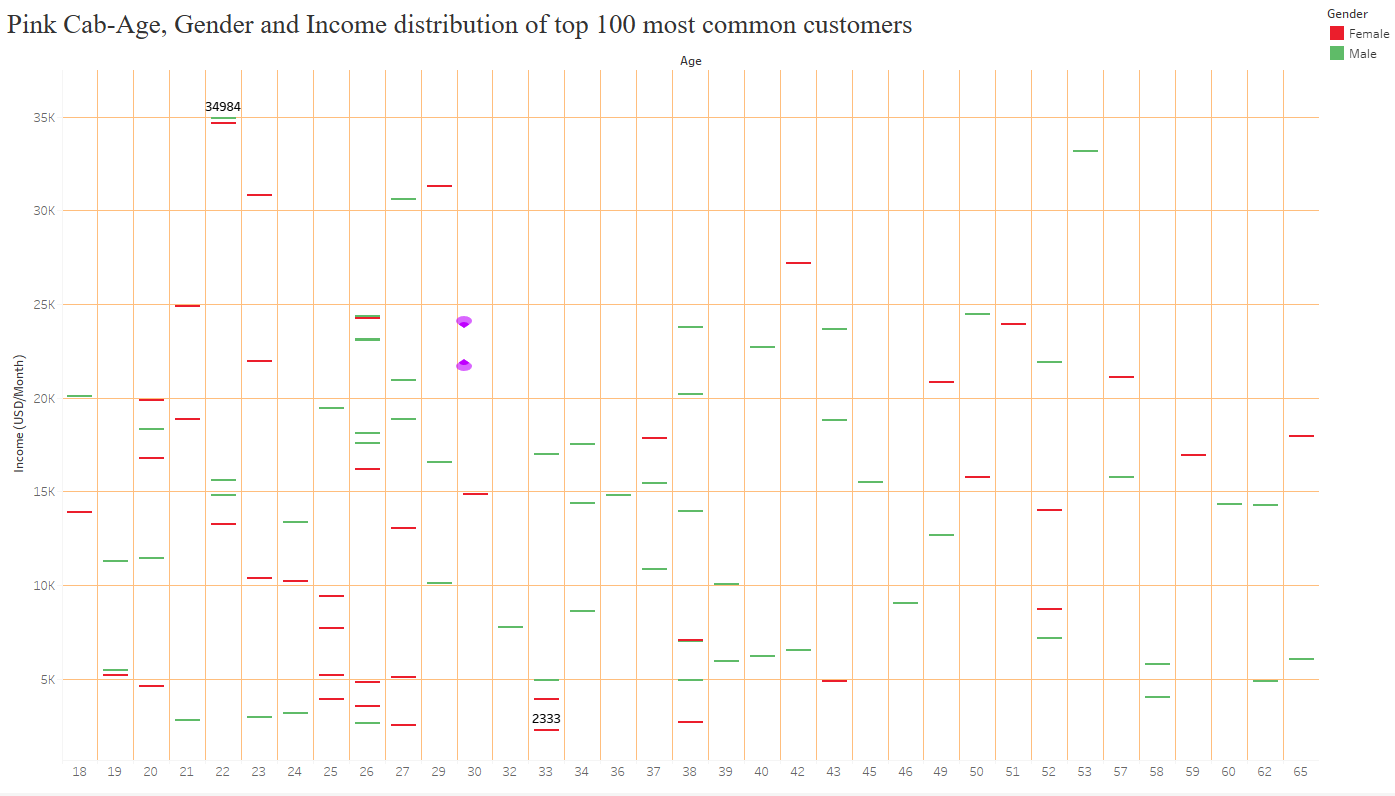 Pink Cab-Age, Gender and Income distribution of top 100 most common customers
Gender
Female
Male
Age
34984
35K
30K
25K
20K
15K
10K
5K
Income (USD/Month)
2333
18 19 20 21 22 23 24 25 26 27 29 30 32 33 34 36 37 38 39 40 42 43 45 46 49 50 51 52 53 57 58 59 60 62 65